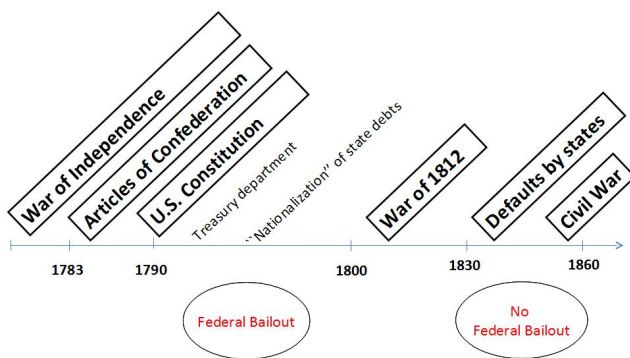 War of Independence
Articles of Confederation
U.S. Constitution
Treasury department
``Nationalization” of state debts
War of 1812
Defaults by states
Civil War
1783
1790
1800
1830
1860
Federal Bailout
No
Federal Bailout